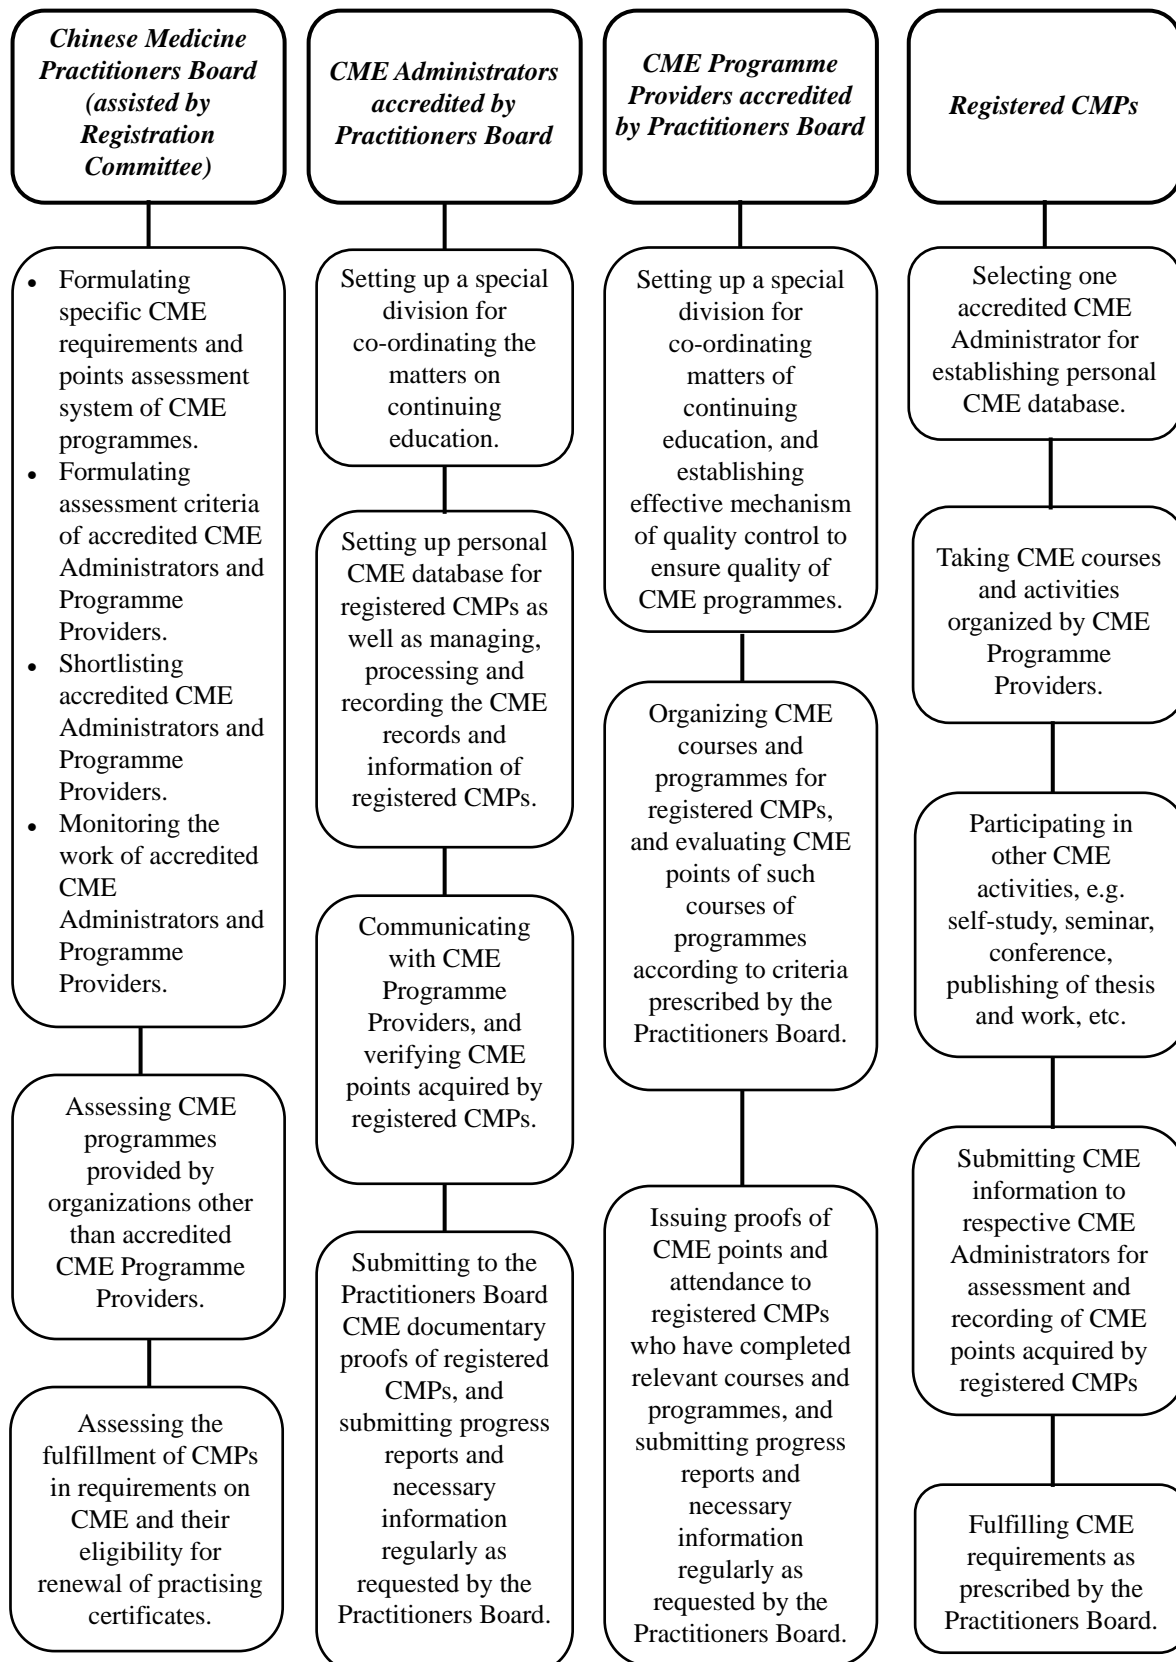 Chinese Medicine
Practitioners Board
(assisted by
Registration
Committee)
• Formulating
specific CME
requirements and
points assessment
system of CME
programmes.
• Formulating
assessment criteria
of accredited CME
Administrators and
Programme
Providers.
• Shortlisting
accredited CME
Administrators and
Programme
Providers.
• Monitoring the
work of accredited
CME
Administrators and
Programme
Providers.
Assessing CME
programmes
provided by
organizations other
than accredited
CME Programme
Providers.
Assessing the
fulfillment of CMPs
in requirements on
CME and their
eligibility for
renewal of practising
certificates.
CME Administrators
accredited by
Practitioners Board
Setting up a special
division for
co-ordinating the
matters on
continuing
education.
Setting up personal
CME database for
registered CMPs as
well as managing,
processing and
recording the CME
records and
information of
registered CMPs.
Communicating
with CME
Programme
Providers, and
verifying CME
points acquired by
registered CMPs.
Submitting to the
Practitioners Board
CME documentary
proofs of registered
CMPs, and
submitting progress
reports and
necessary
information
regularly as
requested by the
Practitioners Board.
CME Programme
Providers accredited
by Practitioners Board
Setting up a special
division for
co-ordinating
matters of
continuing
education, and
establishing
effective mechanism
of quality control to
ensure quality of
CME programmes.
Organizing CME
courses and
programmes for
registered CMPs,
and evaluating CME
points of such
courses of
programmes
according to criteria
prescribed by the
Practitioners Board.
Issuing proofs of
CME points and
attendance to
registered CMPs
who have completed
relevant courses and
programmes, and
submitting progress
reports and
necessary
information
regularly as
requested by the
Practitioners Board.
Registered CMPs
Selecting one
accredited CME
Administrator for
establishing personal
CME database.
Taking CME courses
and activities
organized by CME
Programme
Providers.
Participating in
other CME
activities, e.g.
self-study, seminar,
conference,
publishing of thesis
and work, etc.
Submitting CME
information to
respective CME
Administrators for
assessment and
recording of CME
points acquired by
registered CMPs
Fulfilling CME
requirements as
prescribed by the
Practitioners Board.